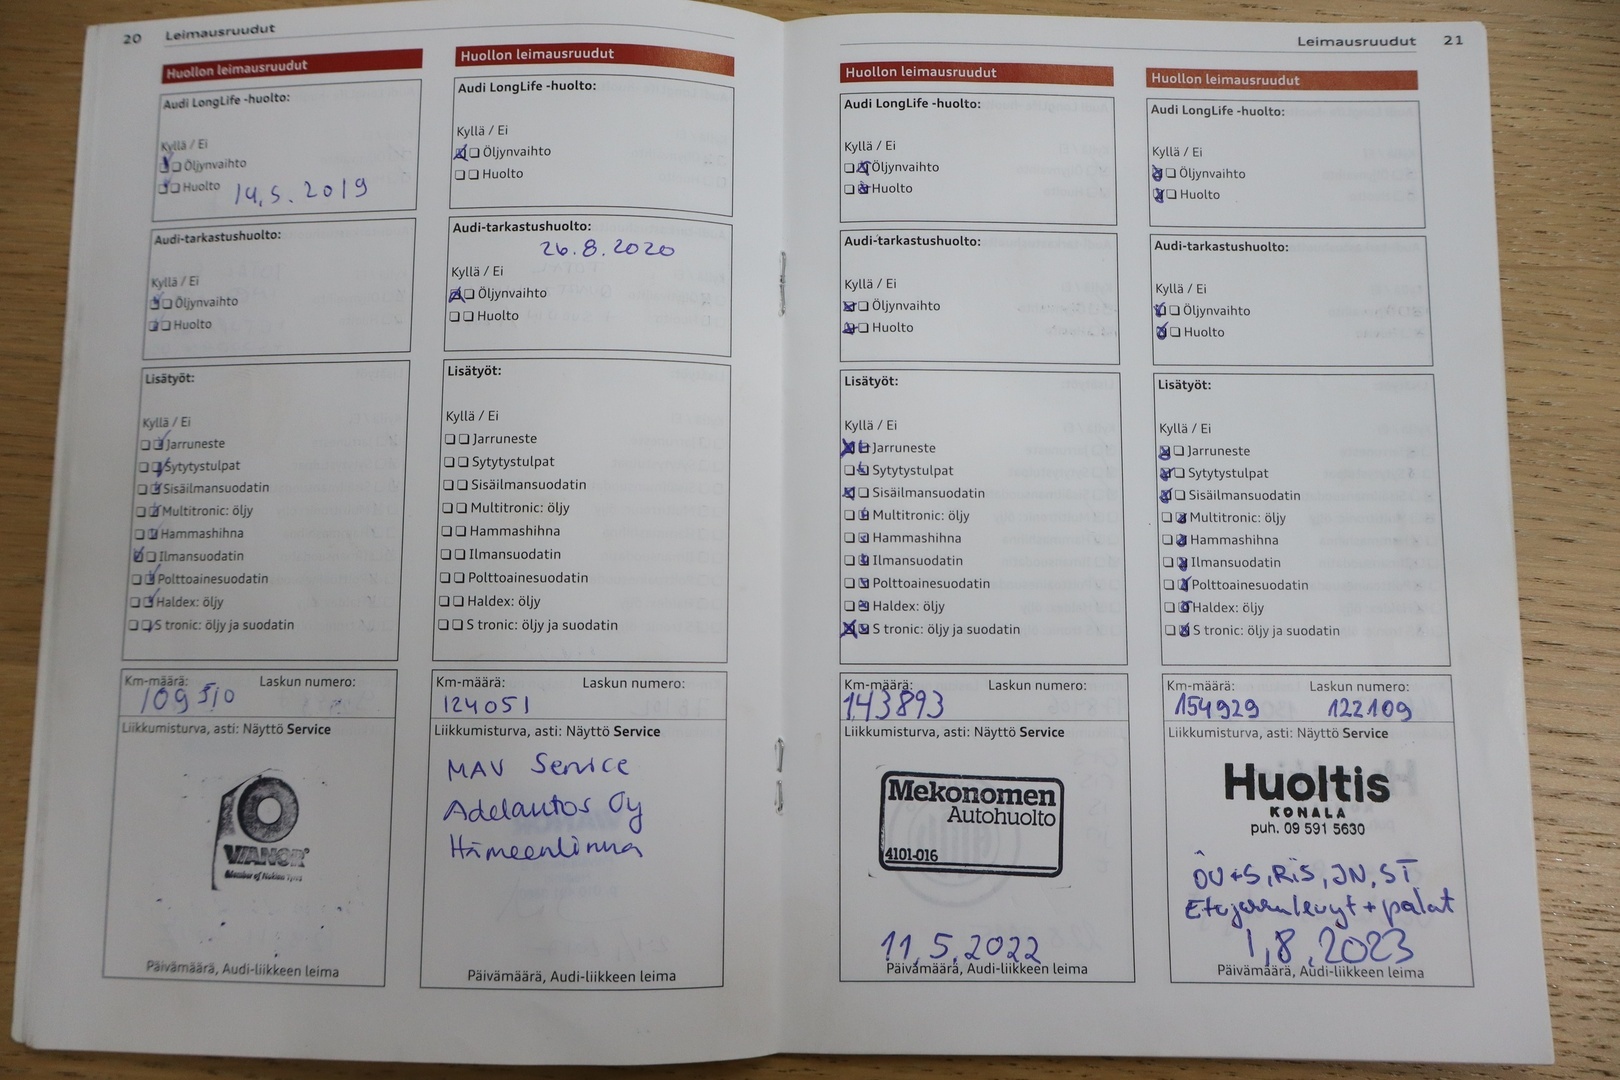 20 Leimausruudut
Huollon leimausruudut
Audi LongLife -huolto:
Kyllä / Ei
Öljynvaihto
Huolto 14.5.2019
Audi-tarkastushuolto:
Kyllä / Ei
Öljynvaihto
Huolto
Lisätyöt:
Kyllä / Ei
Jarruneste
Sytytystulpat
Sisäilmansuodatin
Multitronic: öljy
Hammashihna
Ilmansuodatin
Polttoainesuodatin
Haldex: öljy
S tronic: öljy ja suodatin
Km-määrä: Laskun numero:
109510
Liikkumisturva, asti: Näyttö Service
VIANOR
Member of Nokian Tyres
Päivämäärä, Audi-liikkeen leima
Huollon leimausruudut
Audi LongLife -huolto:
Kyllä / Ei
Öljynvaihto
Huolto
Audi-tarkastushuolto:
26.8.2020
Kyllä / Ei
Öljynvaihto
Huolto
Lisätyöt:
Kyllä / Ei
Jarruneste
Sytytystulpat
Sisäilmansuodatin
Multitronic: öljy
Hammashihna
Ilmansuodatin
Polttoainesuodatin
Haldex: öljy
S tronic: öljy ja suodatin
Km-määrä: Laskun numero:
124051
Liikkumisturva, asti: Näyttö Service
MAV Service
Adelautos Oy
Hämeenlinna
Päivämäärä, Audi-liikkeen leima
Leimausruudut 21
Huollon leimausruudut
Audi LongLife -huolto:
Kyllä / Ei
Öljynvaihto
Huolto
Audi-tarkastushuolto:
Kyllä / Ei
Öljynvaihto
Huolto
Lisätyöt:
Kyllä / Ei
Jarruneste
Sytytystulpat
Sisäilmansuodatin
Multitronic: öljy
Hammashihna
Ilmansuodatin
Polttoainesuodatin
Haldex: öljy
S tronic: öljy ja suodatin
Km-määrä: Laskun numero:
143893
Liikkumisturva, asti: Näyttö Service
Mekonomen
Autohuolto
4101-016
11.5.2022
Päivämäärä, Audi-liikkeen leima
Huollon leimausruudut
Audi LongLife -huolto:
Kyllä / Ei
Öljynvaihto
Huolto
Audi-tarkastushuolto:
Kyllä / Ei
Öljynvaihto
Huolto
Lisätyöt:
Kyllä / Ei
Jarruneste
Sytytystulpat
Sisäilmansuodatin
Multitronic: öljy
Hammashihna
Ilmansuodatin
Polttoainesuodatin
Haldex: öljy
S tronic: öljy ja suodatin
Km-määrä: Laskun numero:
154929 122109
Liikkumisturva, asti: Näyttö Service
Huoltis
KONALA
puh. 09 591 5630
ÖV+S, RiS, JN, ST
Etujarrulevyt + palat
1.8.2023
Päivämäärä, Audi-liikkeen leima